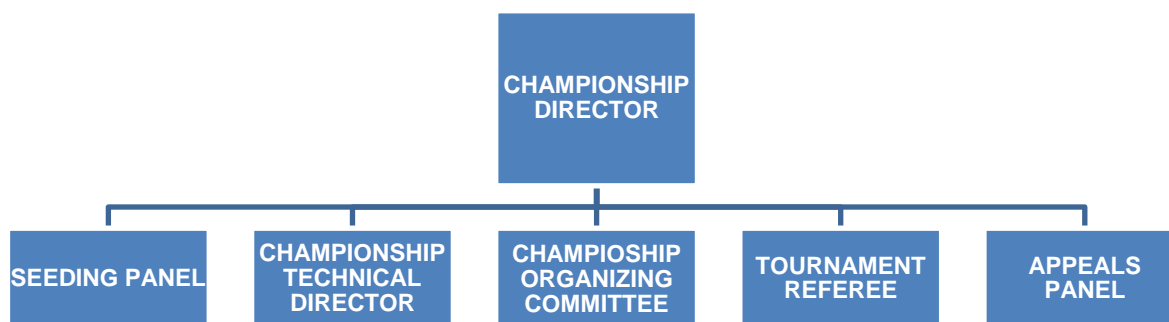 CHAMPIONSHIP
DIRECTOR
SEEDING PANEL
CHAMPIONSHIP
TECHNICAL
DIRECTOR
CHAMPIOSHIP
ORGANIZING
COMMITTEE
TOURNAMENT
REFEREE
APPEALS
PANEL